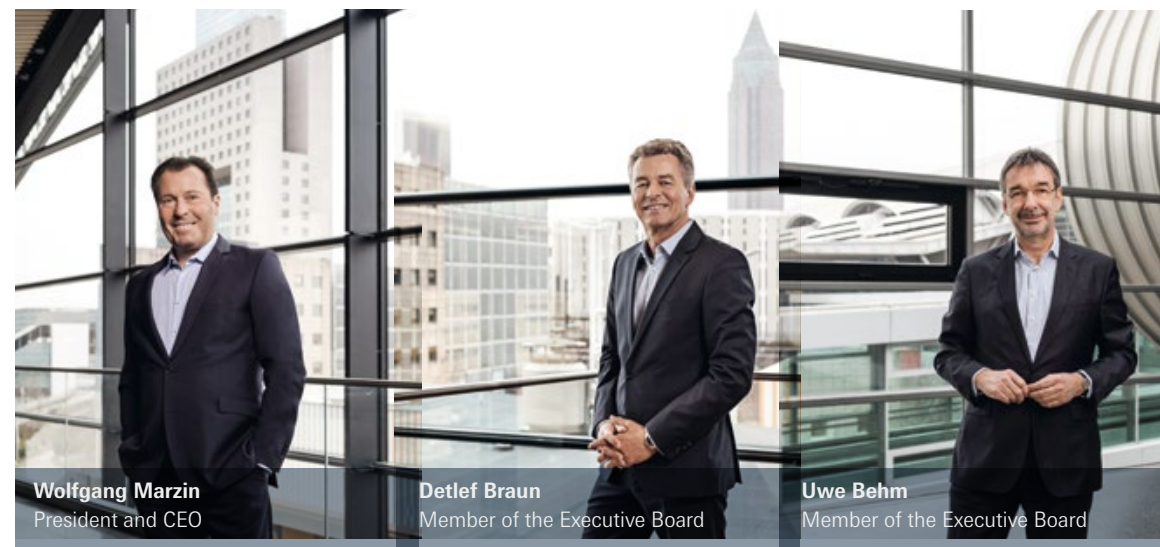 Wolfgang Marzin
President and CEO
Detlef Braun
Member of the Executive Board
Uwe Behm
Member of the Executive Board